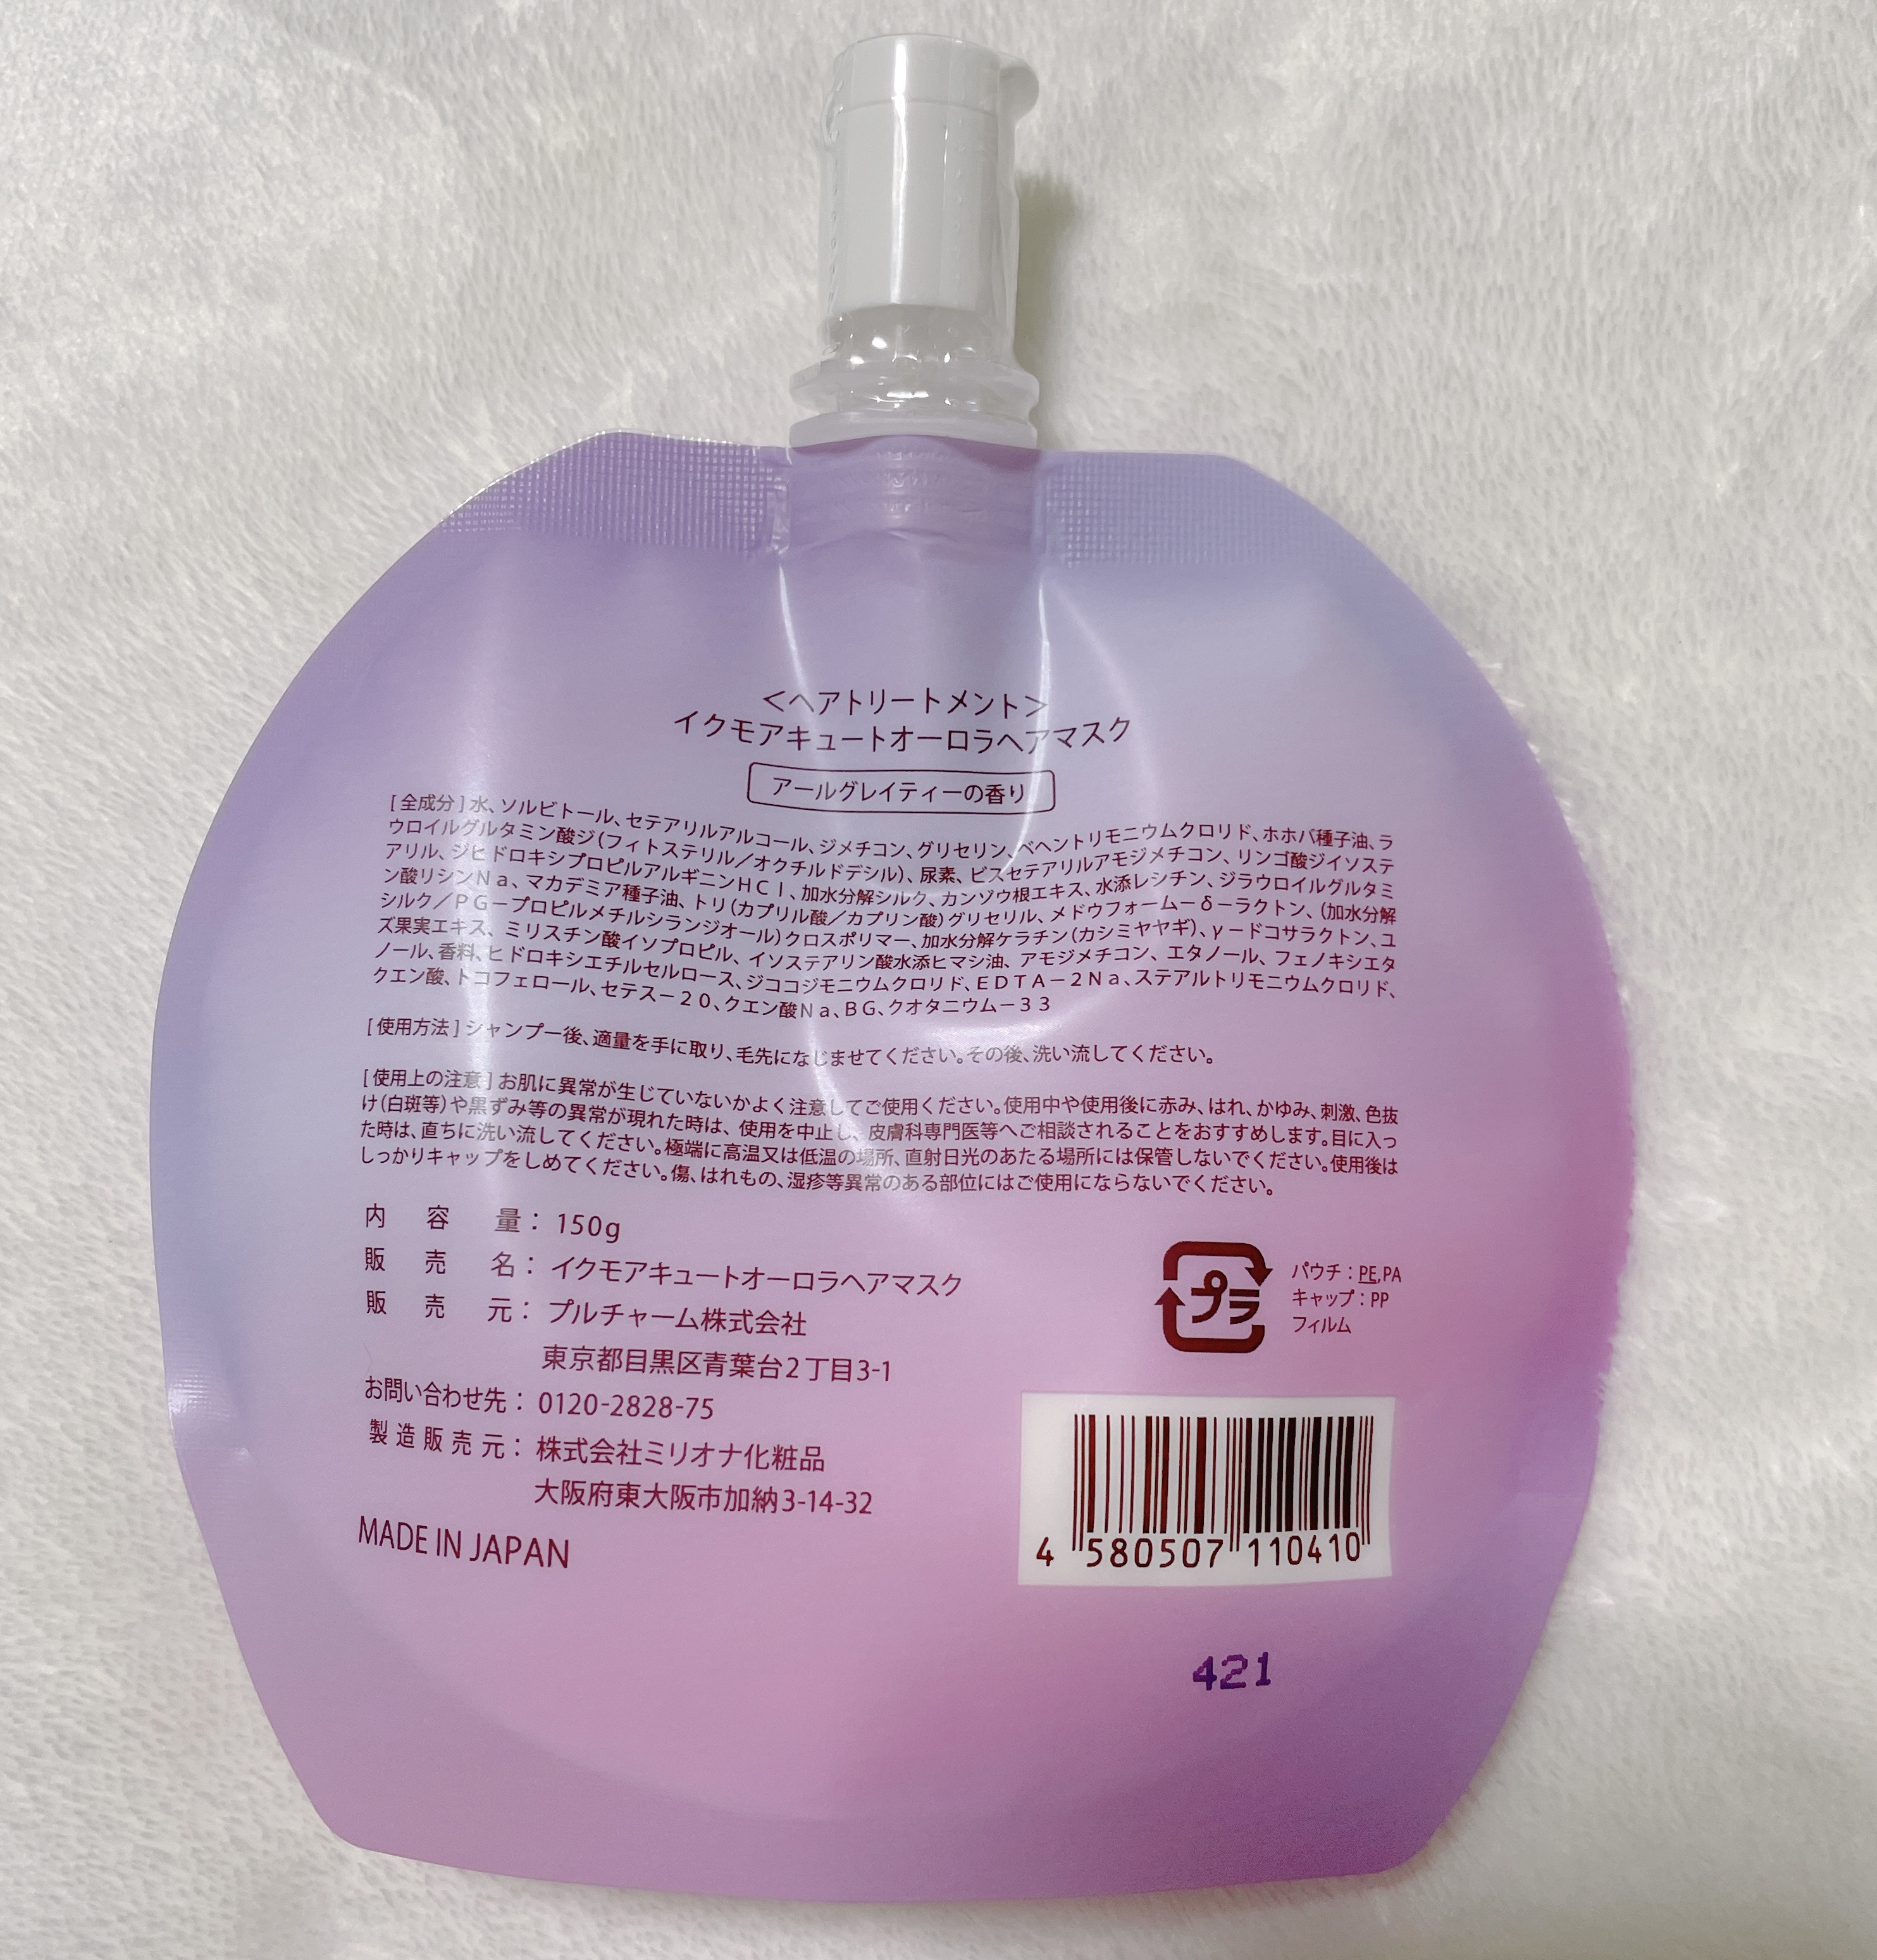 ＜ヘアトリートメント＞
イクモアキュートオーロラヘアマスク
アールグレイティーの香り
[全成分]水、ソルビトール、セテアリルアルコール、ジメチコン、グリセリン、ベヘントリモニウムクロリド、ホホバ種子油、ラ
ウロイルグルタミン酸ジ(フィトステリル／オクチルドデシル)、尿素、ビスセテアリルアモジメチコン、リンゴ酸ジイソステ
アリル、ジヒドロキシプロピルアルギニンＨＣｌ、加水分解シルク、カンゾウ根エキス、水添レシチン、ジラウロイルグルタミ
ン酸リシンＮａ、マカデミア種子油、トリ(カプリル酸／カプリン酸)グリセリル、メドウフォーム－δ－ラクトン、(加水分解
シルク／ＰＧ－プロピルメチルシランジオール)クロスポリマー、加水分解ケラチン(カシミヤヤギ)、γ－ドコサラクトン、ユ
ズ果実エキス、ミリスチン酸イソプロピル、イソステアリン酸水添ヒマシ油、アモジメチコン、エタノール、フェノキシエタ
ノール、香料、ヒドロキシエチルセルロース、ジココジモニウムクロリド、ＥＤＴＡ－２Ｎａ、ステアルトリモニウムクロリド、
クエン酸、トコフェロール、セテス－２０、クエン酸Ｎａ、ＢＧ、クオタニウム－３３
[使用方法]シャンプー後、適量を手に取り、毛先になじませてください。その後、洗い流してください。
[使用上の注意]お肌に異常が生じていないかよく注意してご使用ください。使用中や使用後に赤み、はれ、かゆみ、刺激、色抜
け(白斑等)や黒ずみ等の異常が現れた時は、使用を中止し、皮膚科専門医等へご相談されることをおすすめします。目に入っ
た時は、直ちに洗い流してください。極端に高温又は低温の場所、直射日光のあたる場所には保管しないでください。使用後は
しっかりキャップをしめてください。傷、はれもの、湿疹等異常のある部位にはご使用にならないでください。
内容量：150g
販売名：イクモアキュートオーロラヘアマスク
販売元：プルチャーム株式会社
東京都目黒区青葉台2丁目3-1
お問い合わせ先：0120-2828-75
製造販売元：株式会社ミリオナ化粧品
大阪府東大阪市加納3-14-32
MADE IN JAPAN
プラ
パウチ：PE,PA
キャップ：PP
フィルム
4 580507 110410
421